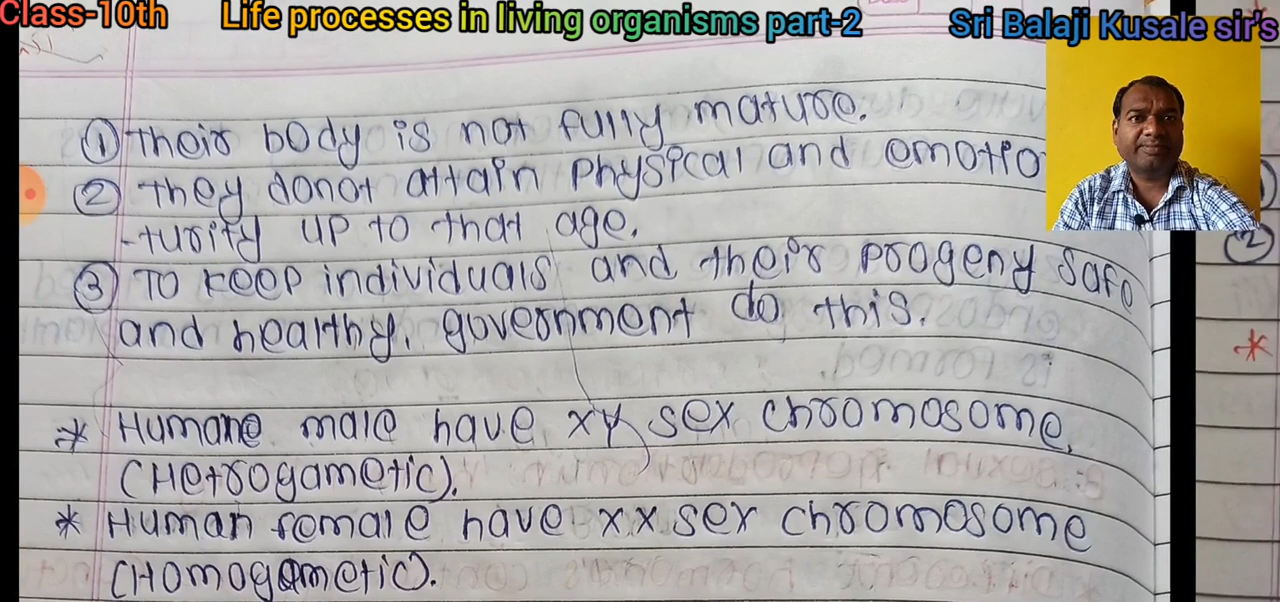 Class-10th Life processes in living organisms part-2 Sri Balaji Kusale sir's
① Their body is not fully mature.
② They donot attain physical and emotio
-turity up to that age.
③ To keep individuals and their progeny safe
and healthy, government do this.
* Humane male have xy sex chromosome,
(Hetrogametic).
* Human female have xx sex chromosome
(Homogametic).
②
*